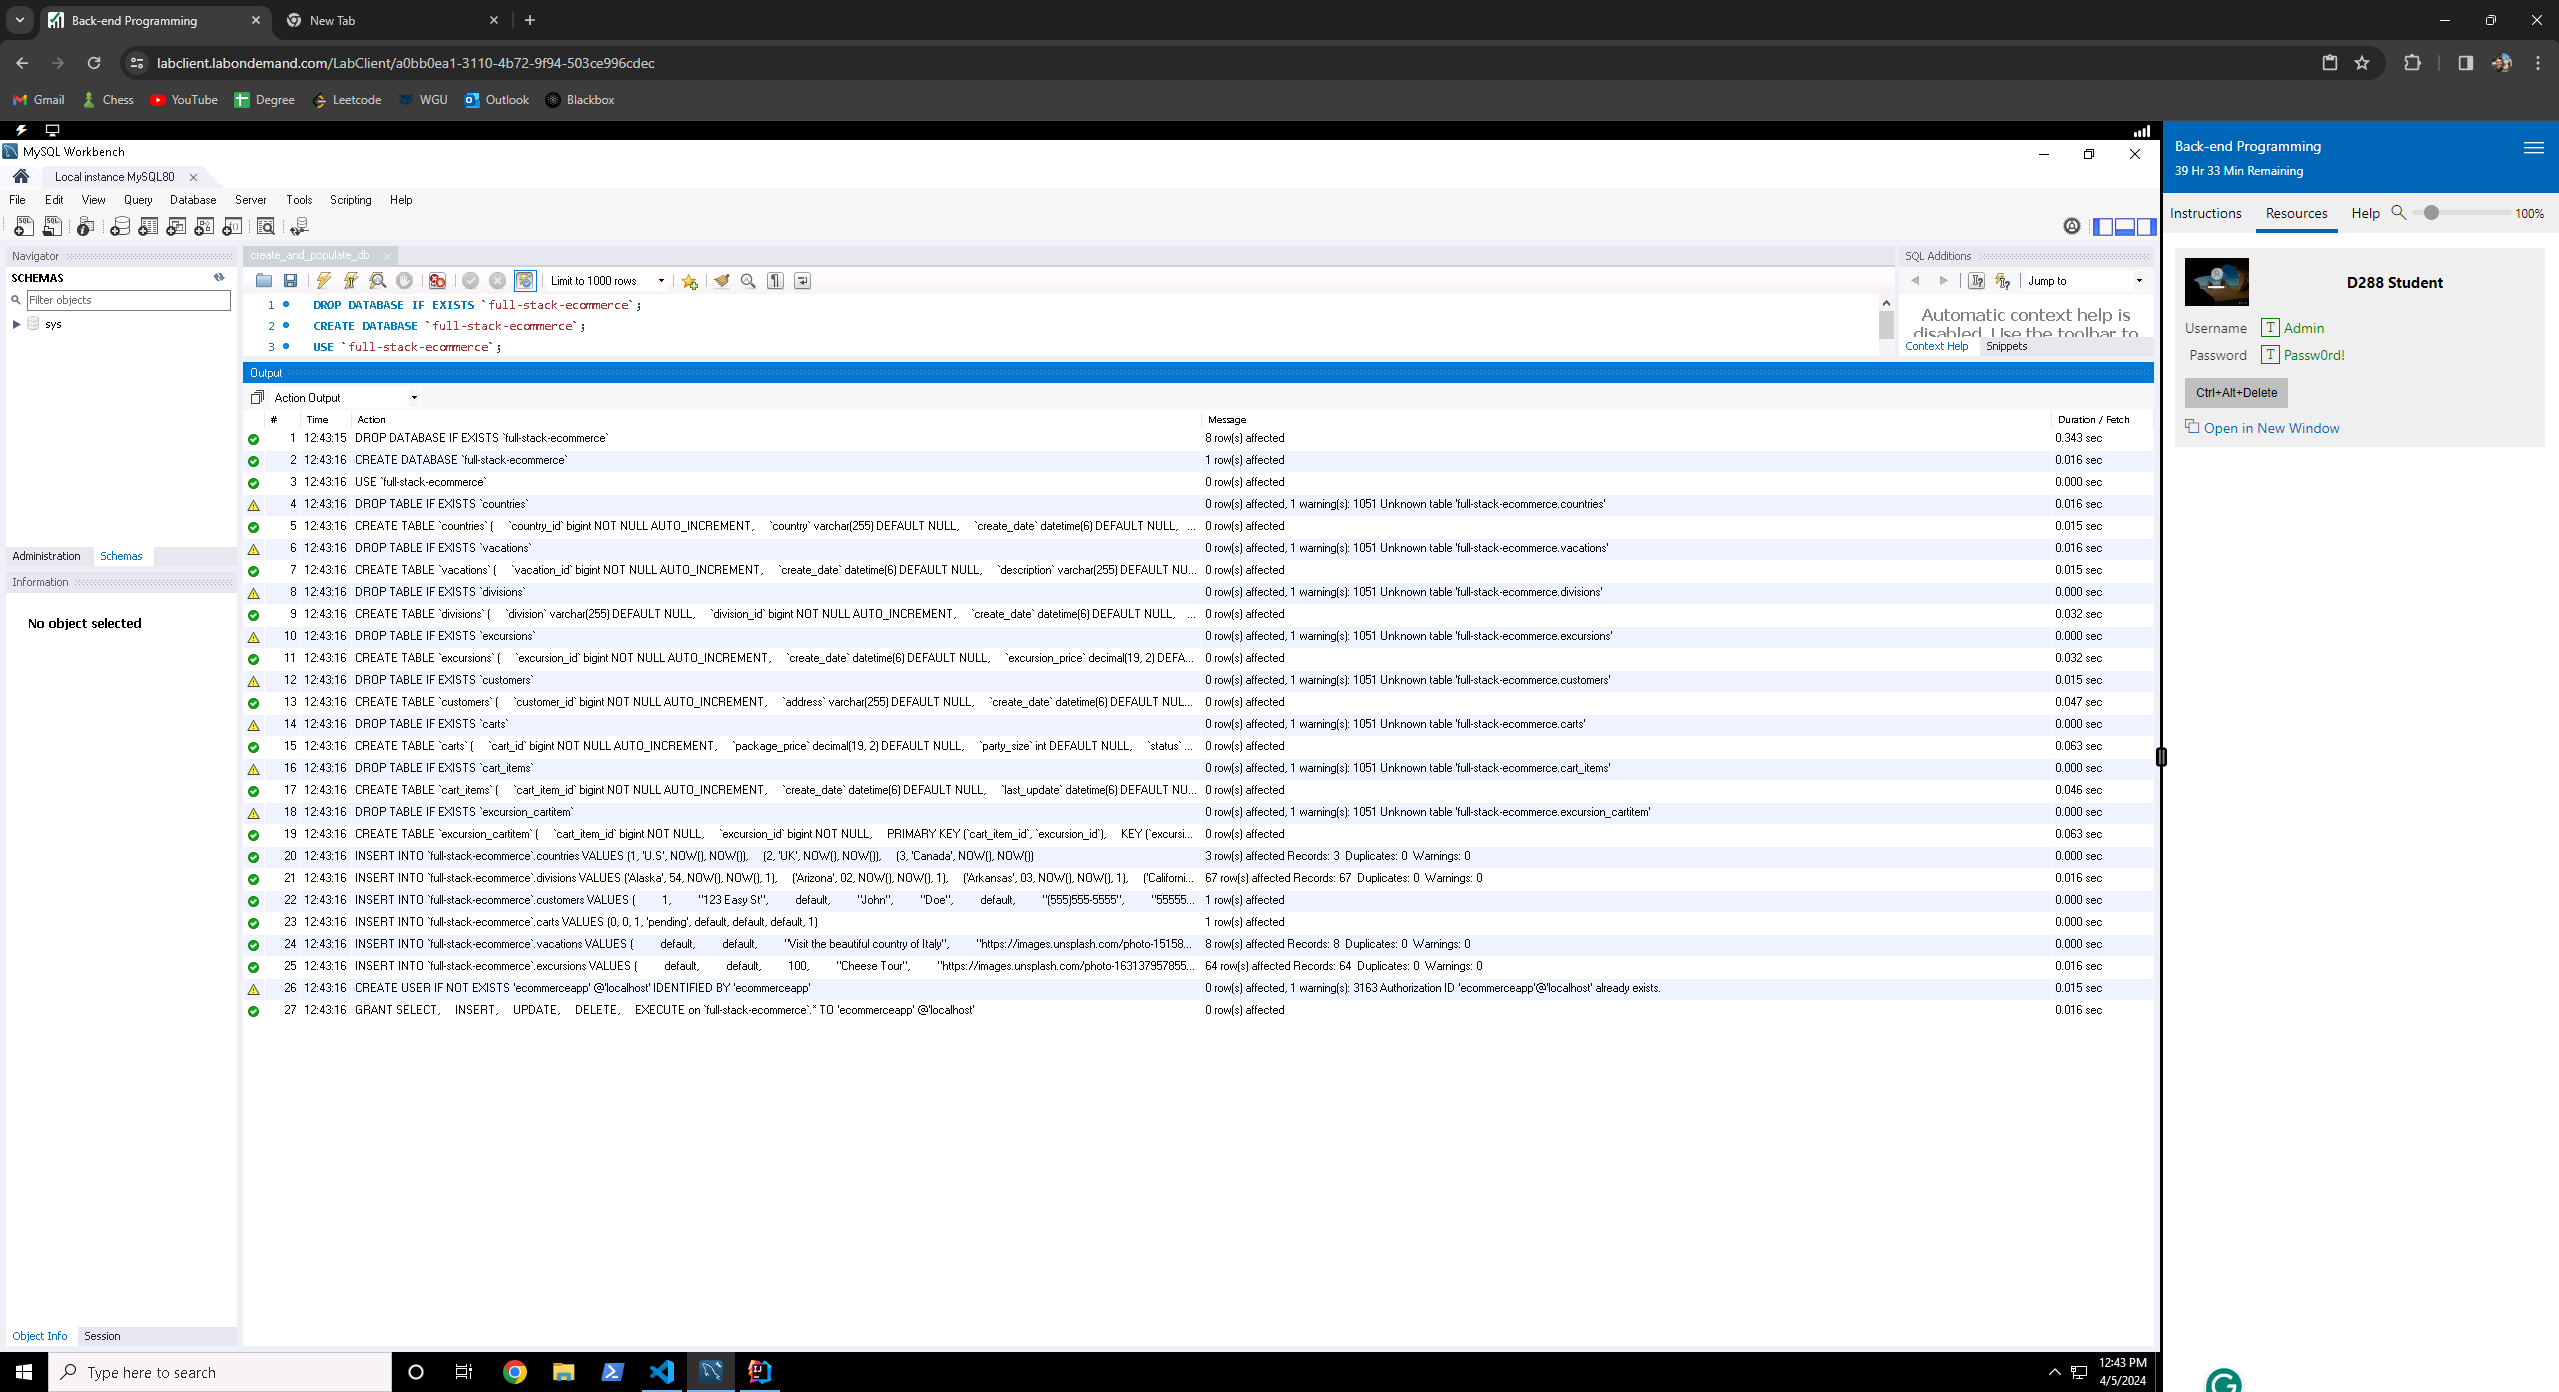 Back-end Programming
New Tab
labclient.labondemand.com/LabClient/a0bb0ea1-3110-4b72-9f94-503ce996cdec
Gmail Chess YouTube Degree Leetcode WGU Outlook Blackbox
MySQL Workbench
Local instance MySQL80
File Edit View Query Database Server Tools Scripting Help
Navigator
SCHEMAS
Filter objects
sys
Administration Schemas
Information
No object selected
Object Info Session
create_and_populate_db
Limit to 1000 rows
1 DROP DATABASE IF EXISTS `full-stack-ecommerce`;
2 CREATE DATABASE `full-stack-ecommerce`;
3 USE `full-stack-ecommerce`;
SQL Additions
Jump to
Automatic context help is
disabled. Use the toolbar to
Context Help Snippets
Output
Action Output
# Time Action Message Duration / Fetch
1 12:43:15 DROP DATABASE IF EXISTS `full-stack-ecommerce` 8 row(s) affected 0.343 sec
2 12:43:16 CREATE DATABASE `full-stack-ecommerce` 1 row(s) affected 0.016 sec
3 12:43:16 USE `full-stack-ecommerce` 0 row(s) affected 0.000 sec
4 12:43:16 DROP TABLE IF EXISTS `countries` 0 row(s) affected, 1 warning(s): 1051 Unknown table 'full-stack-ecommerce.countries' 0.016 sec
5 12:43:16 CREATE TABLE `countries` ( `country_id` bigint NOT NULL AUTO_INCREMENT, `country` varchar(255) DEFAULT NULL, `create_date` datetime(6) DEFAULT NULL, ... 0 row(s) affected 0.015 sec
6 12:43:16 DROP TABLE IF EXISTS `vacations` 0 row(s) affected, 1 warning(s): 1051 Unknown table 'full-stack-ecommerce.vacations' 0.016 sec
7 12:43:16 CREATE TABLE `vacations` ( `vacation_id` bigint NOT NULL AUTO_INCREMENT, `create_date` datetime(6) DEFAULT NULL, `description` varchar(255) DEFAULT NU... 0 row(s) affected 0.015 sec
8 12:43:16 DROP TABLE IF EXISTS `divisions` 0 row(s) affected, 1 warning(s): 1051 Unknown table 'full-stack-ecommerce.divisions' 0.000 sec
9 12:43:16 CREATE TABLE `divisions` ( `division` varchar(255) DEFAULT NULL, `division_id` bigint NOT NULL AUTO_INCREMENT, `create_date` datetime(6) DEFAULT NULL, ... 0 row(s) affected 0.032 sec
10 12:43:16 DROP TABLE IF EXISTS `excursions` 0 row(s) affected, 1 warning(s): 1051 Unknown table 'full-stack-ecommerce.excursions' 0.000 sec
11 12:43:16 CREATE TABLE `excursions` ( `excursion_id` bigint NOT NULL AUTO_INCREMENT, `create_date` datetime(6) DEFAULT NULL, `excursion_price` decimal(19, 2) DEFA... 0 row(s) affected 0.032 sec
12 12:43:16 DROP TABLE IF EXISTS `customers` 0 row(s) affected, 1 warning(s): 1051 Unknown table 'full-stack-ecommerce.customers' 0.015 sec
13 12:43:16 CREATE TABLE `customers` ( `customer_id` bigint NOT NULL AUTO_INCREMENT, `address` varchar(255) DEFAULT NULL, `create_date` datetime(6) DEFAULT NUL... 0 row(s) affected 0.047 sec
14 12:43:16 DROP TABLE IF EXISTS `carts` 0 row(s) affected, 1 warning(s): 1051 Unknown table 'full-stack-ecommerce.carts' 0.000 sec
15 12:43:16 CREATE TABLE `carts` ( `cart_id` bigint NOT NULL AUTO_INCREMENT, `package_price` decimal(19, 2) DEFAULT NULL, `party_size` int DEFAULT NULL, `status` ... 0 row(s) affected 0.063 sec
16 12:43:16 DROP TABLE IF EXISTS `cart_items` 0 row(s) affected, 1 warning(s): 1051 Unknown table 'full-stack-ecommerce.cart_items' 0.000 sec
17 12:43:16 CREATE TABLE `cart_items` ( `cart_item_id` bigint NOT NULL AUTO_INCREMENT, `create_date` datetime(6) DEFAULT NULL, `last_update` datetime(6) DEFAULT NU... 0 row(s) affected 0.046 sec
18 12:43:16 DROP TABLE IF EXISTS `excursion_cartitem` 0 row(s) affected, 1 warning(s): 1051 Unknown table 'full-stack-ecommerce.excursion_cartitem' 0.000 sec
19 12:43:16 CREATE TABLE `excursion_cartitem` ( `cart_item_id` bigint NOT NULL, `excursion_id` bigint NOT NULL, PRIMARY KEY (`cart_item_id`, `excursion_id`), KEY (`excursi... 0 row(s) affected 0.063 sec
20 12:43:16 INSERT INTO `full-stack-ecommerce`.countries VALUES (1, 'U.S', NOW(), NOW()), (2, 'UK', NOW(), NOW()), (3, 'Canada', NOW(), NOW()) 3 row(s) affected Records: 3 Duplicates: 0 Warnings: 0 0.000 sec
21 12:43:16 INSERT INTO `full-stack-ecommerce`.divisions VALUES ('Alaska', 54, NOW(), NOW(), 1), ('Arizona', 02, NOW(), NOW(), 1), ('Arkansas', 03, NOW(), NOW(), 1), ('Californi... 67 row(s) affected Records: 67 Duplicates: 0 Warnings: 0 0.016 sec
22 12:43:16 INSERT INTO `full-stack-ecommerce`.customers VALUES ( 1, "123 Easy St", default, "John", "Doe", default, "(555)555-5555", "55555... 1 row(s) affected 0.000 sec
23 12:43:16 INSERT INTO `full-stack-ecommerce`.carts VALUES (0, 0, 1, 'pending', default, default, default, 1) 1 row(s) affected 0.000 sec
24 12:43:16 INSERT INTO `full-stack-ecommerce`.vacations VALUES ( default, default, "Visit the beautiful country of Italy", "https://images.unsplash.com/photo-15158... 8 row(s) affected Records: 8 Duplicates: 0 Warnings: 0 0.000 sec
25 12:43:16 INSERT INTO `full-stack-ecommerce`.excursions VALUES ( default, default, 100, "Cheese Tour", "https://images.unsplash.com/photo-163137957855... 64 row(s) affected Records: 64 Duplicates: 0 Warnings: 0 0.016 sec
26 12:43:16 CREATE USER IF NOT EXISTS 'ecommerceapp' @'localhost' IDENTIFIED BY 'ecommerceapp' 0 row(s) affected, 1 warning(s): 3163 Authorization ID 'ecommerceapp'@'localhost' already exists. 0.015 sec
27 12:43:16 GRANT SELECT, INSERT, UPDATE, DELETE, EXECUTE on `full-stack-ecommerce`.* TO 'ecommerceapp' @'localhost' 0 row(s) affected 0.016 sec
Back-end Programming
39 Hr 33 Min Remaining
Instructions Resources Help 100%
D288 Student
Username T Admin
Password T Passw0rd!
Ctrl+Alt+Delete
Open in New Window
Type here to search
12:43 PM
4/5/2024